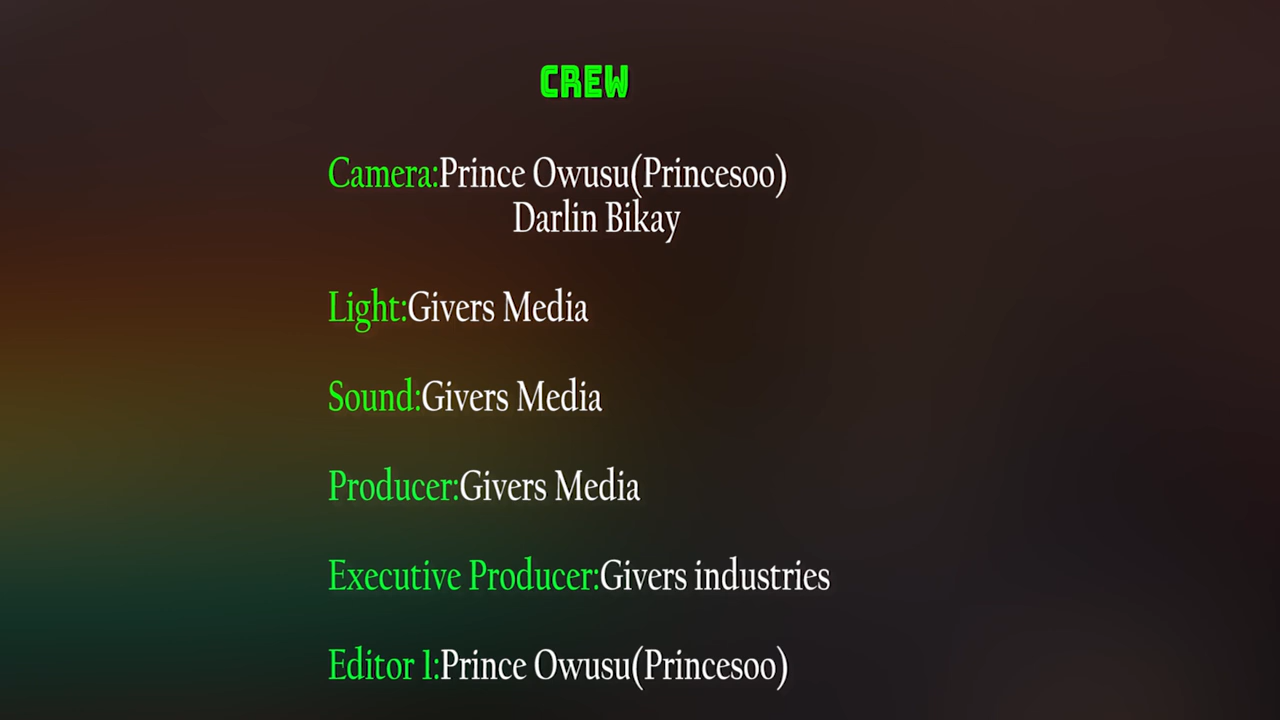 CREW
Camera:Prince Owusu(Princesoo)
Darlin Bikay
Light:Givers Media
Sound:Givers Media
Producer:Givers Media
Executive Producer:Givers industries
Editor 1:Prince Owusu(Princesoo)